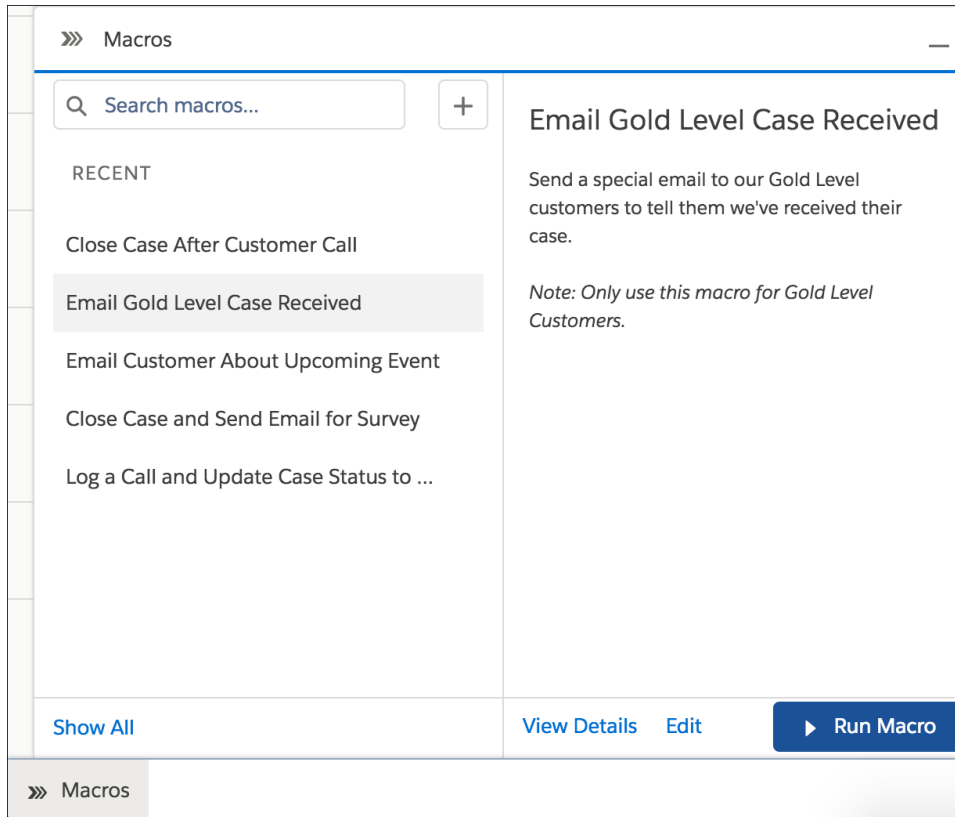 Macros
Search macros...
RECENT
Close Case After Customer Call
Email Gold Level Case Received
Email Customer About Upcoming Event
Close Case and Send Email for Survey
Log a Call and Update Case Status to ...
Show All
Email Gold Level Case Received
Send a special email to our Gold Level
customers to tell them we've received their
case.
Note: Only use this macro for Gold Level
Customers.
View Details Edit Run Macro
Macros